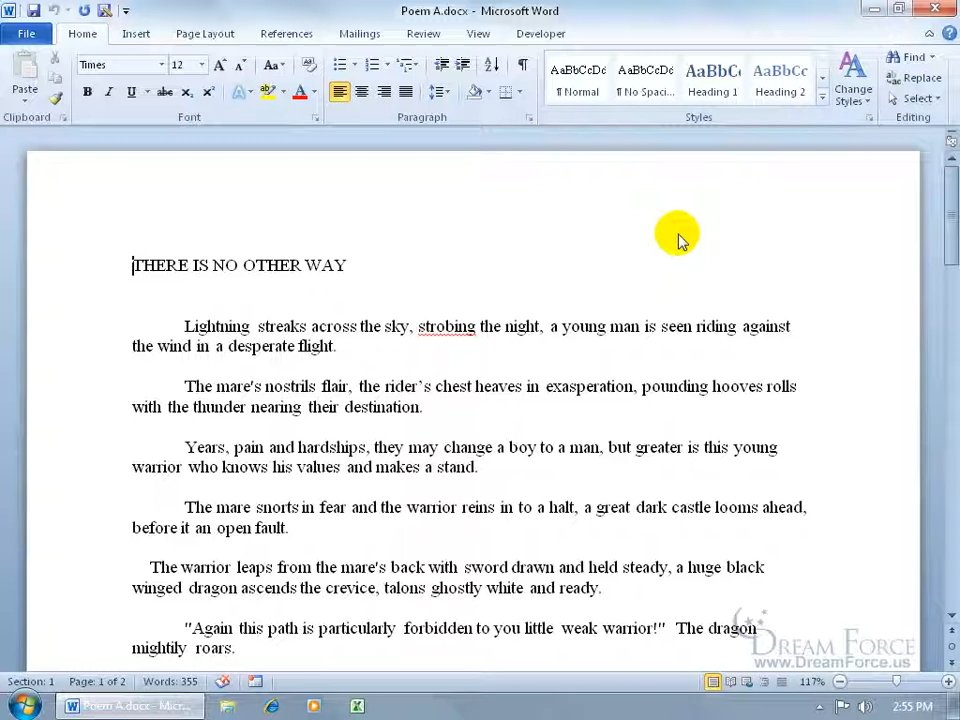 Poem A.docx - Microsoft Word
File Home Insert Page Layout References Mailings Review View Developer
Paste
Times 12
AaBbCcDc AaBbCcDc AaBbCc AaBbCc
¶ Normal ¶ No Spaci... Heading 1 Heading 2
Change Styles
Find
Replace
Select
Clipboard Font Paragraph Styles Editing
THERE IS NO OTHER WAY
Lightning streaks across the sky, strobing the night, a young man is seen riding against
the wind in a desperate flight.
The mare's nostrils flair, the rider's chest heaves in exasperation, pounding hooves rolls
with the thunder nearing their destination.
Years, pain and hardships, they may change a boy to a man, but greater is this young
warrior who knows his values and makes a stand.
The mare snorts in fear and the warrior reins in to a halt, a great dark castle looms ahead,
before it an open fault.
The warrior leaps from the mare's back with sword drawn and held steady, a huge black
winged dragon ascends the crevice, talons ghostly white and ready.
"Again this path is particularly forbidden to you little weak warrior!" The dragon
mightily roars.
DREAM FORCE
www.DreamForce.us
Section: 1 Page: 1 of 2 Words: 355 117%
Poem A.docx - Micr... 2:55 PM